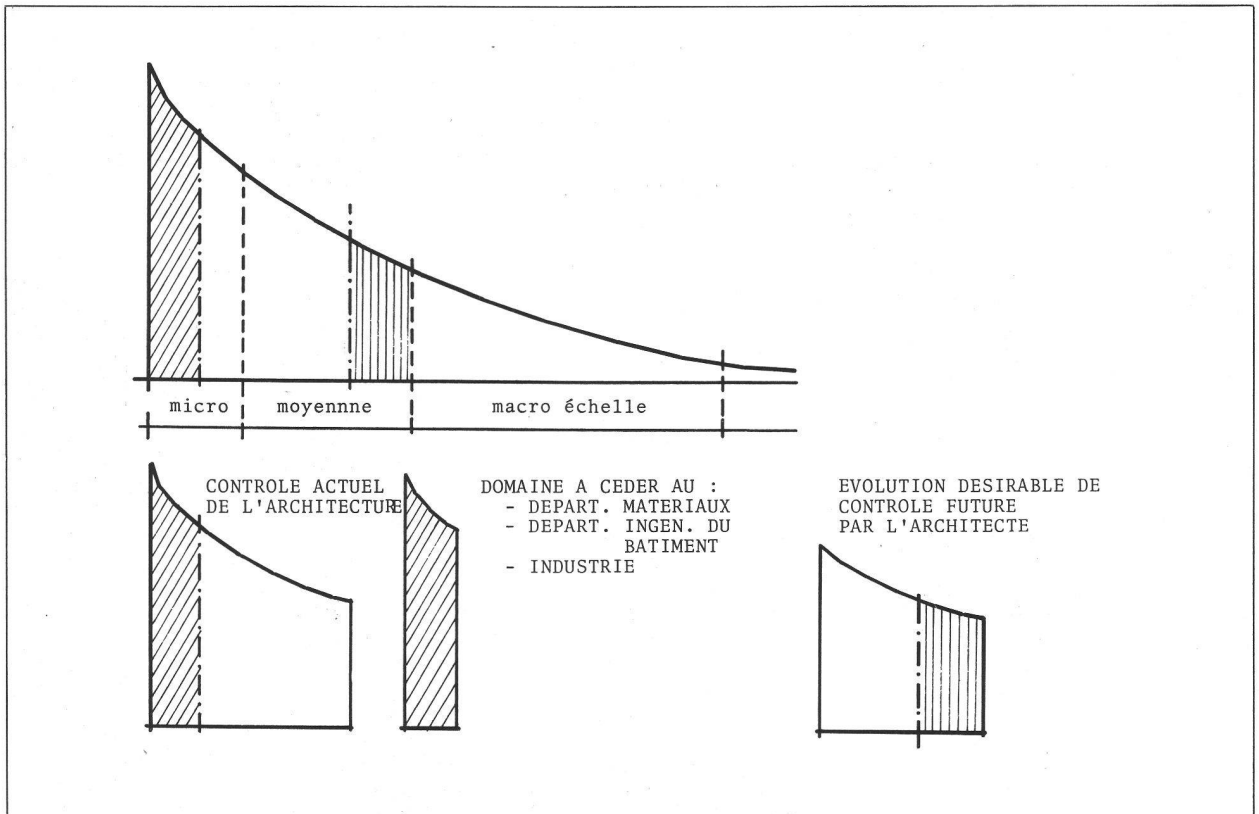 micro moyennne macro échelle
CONTROLE ACTUEL
DE L'ARCHITECTURE
DOMAINE A CEDER AU :
- DEPART. MATERIAUX
- DEPART. INGEN. DU
BATIMENT
- INDUSTRIE
EVOLUTION DESIRABLE DE
CONTROLE FUTURE
PAR L'ARCHITECTE